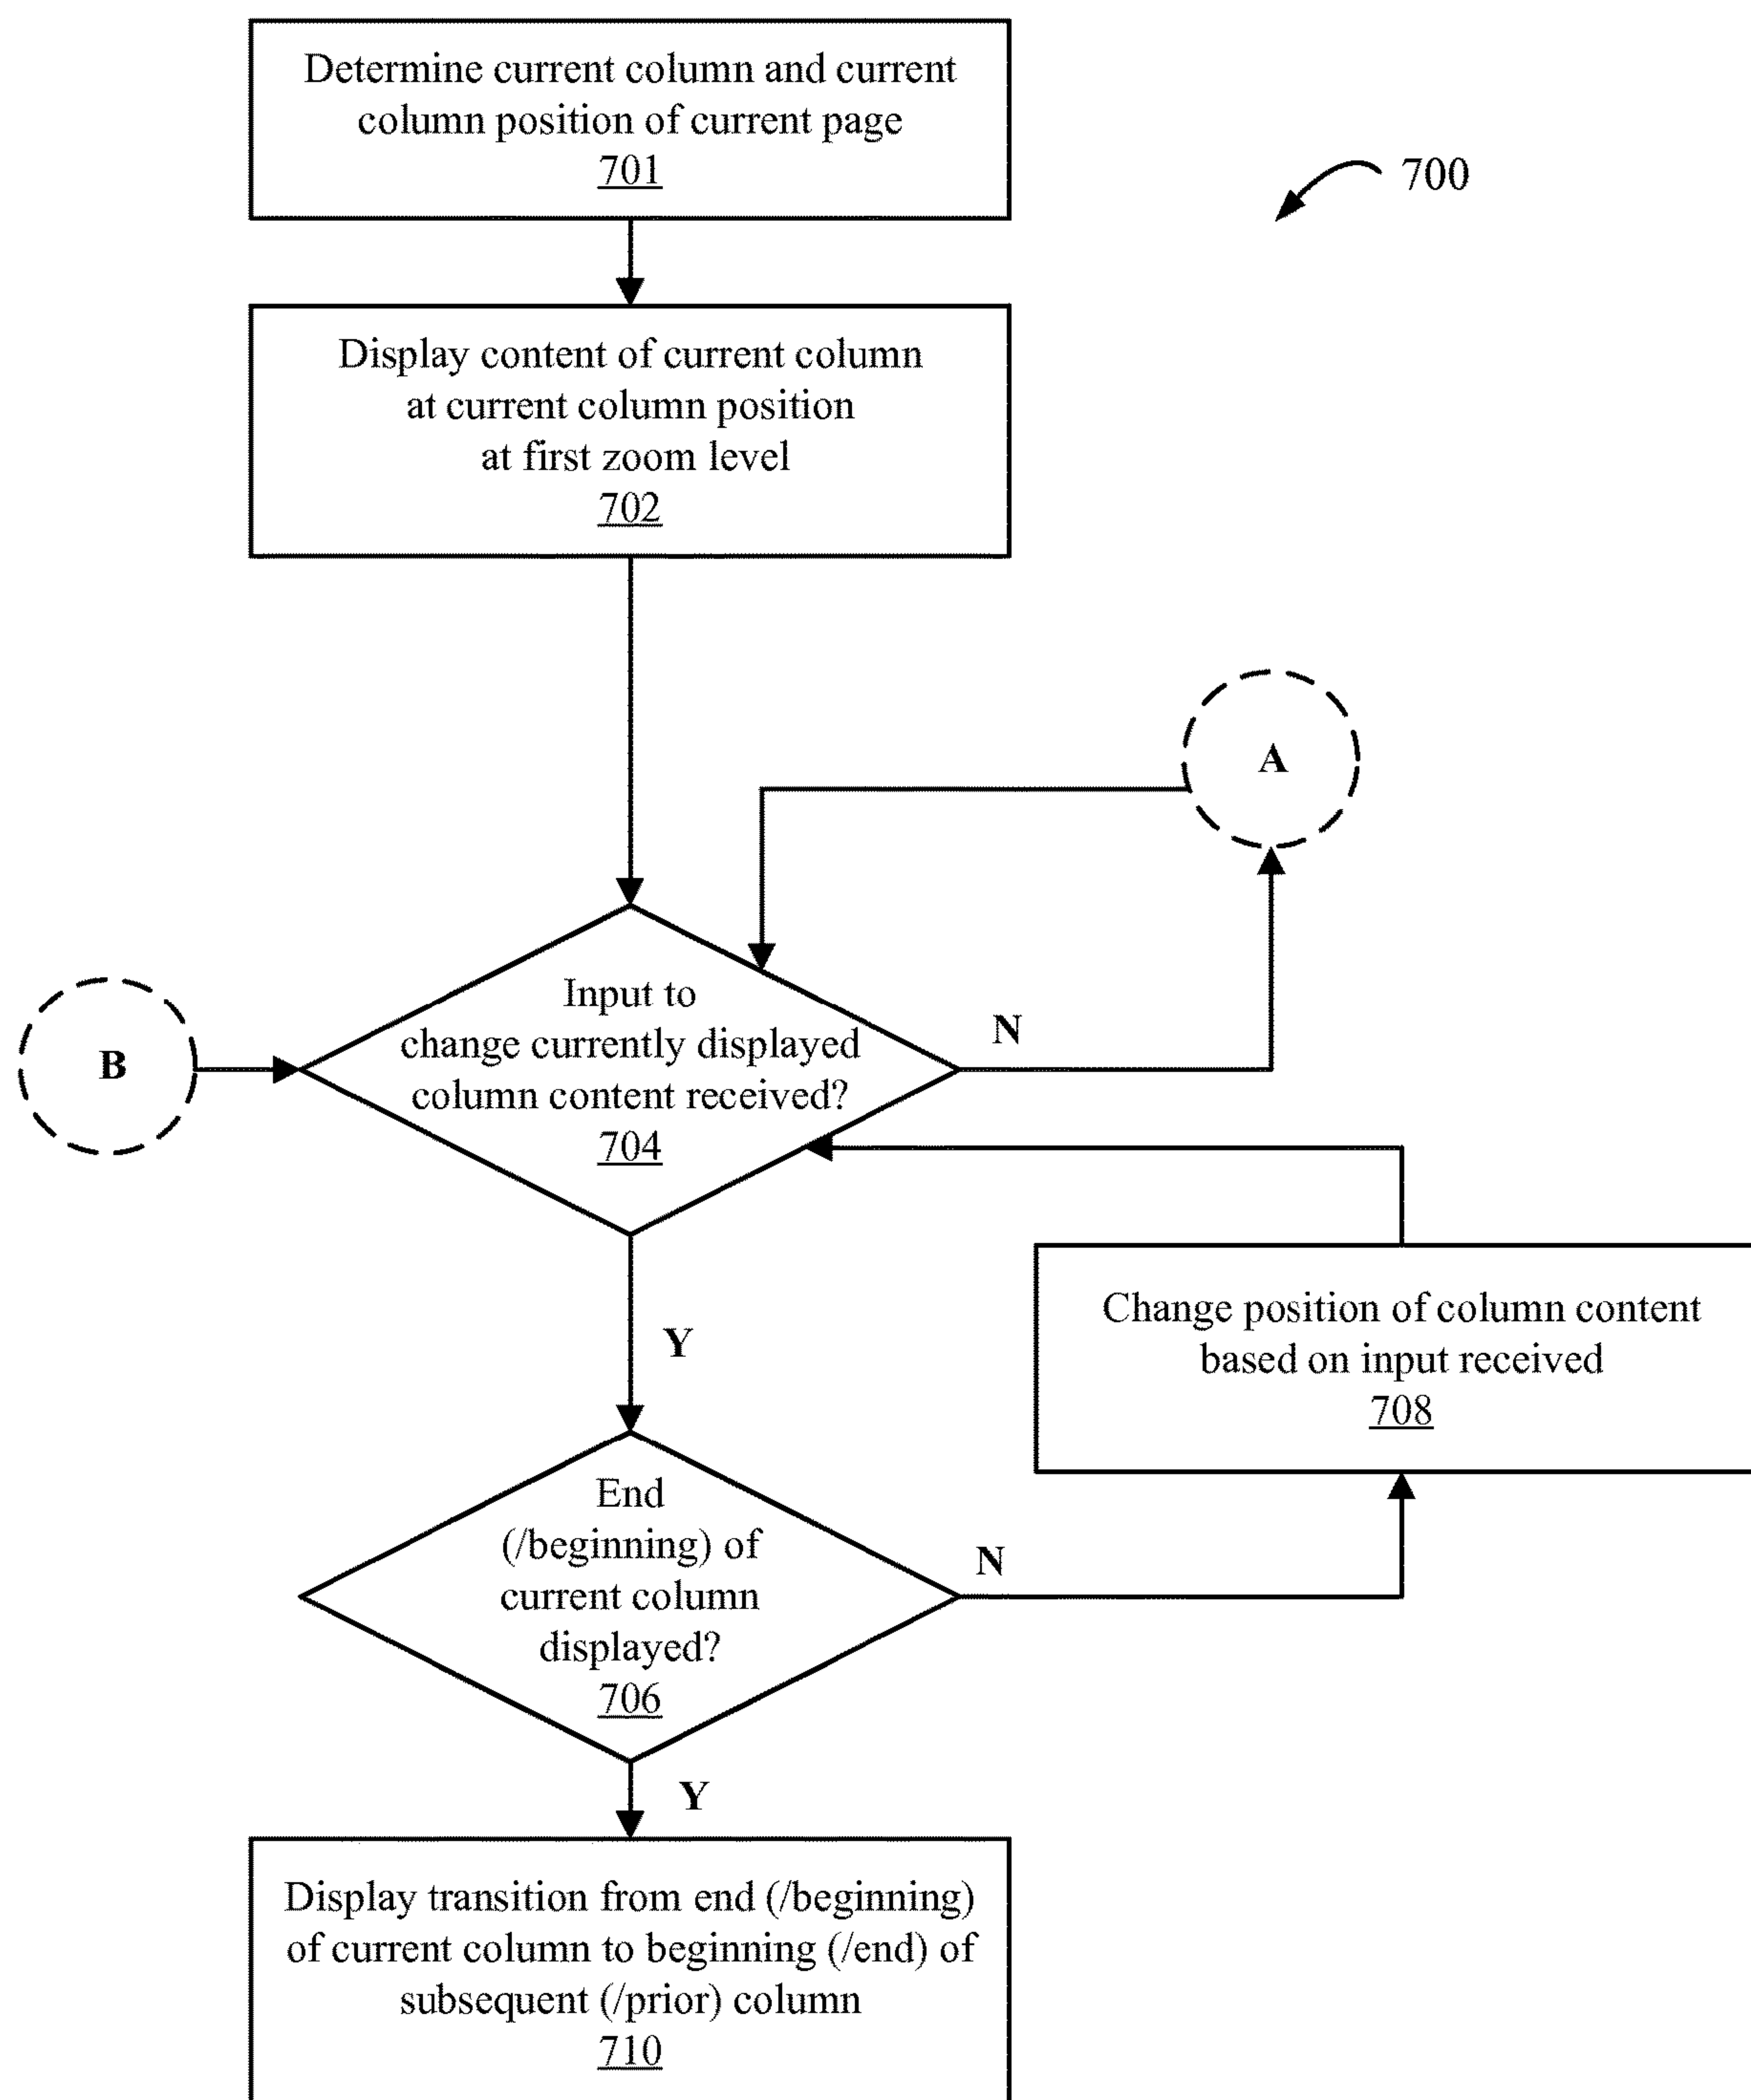 Determine current column and current
column position of current page
701
700
Display content of current column
at current column position
at first zoom level
702
A
Input to
change currently displayed
column content received?
704
N
B
Y
Change position of column content
based on input received
708
End
(/beginning) of
current column
displayed?
706
N
Y
Display transition from end (/beginning)
of current column to beginning (/end) of
subsequent (/prior) column
710